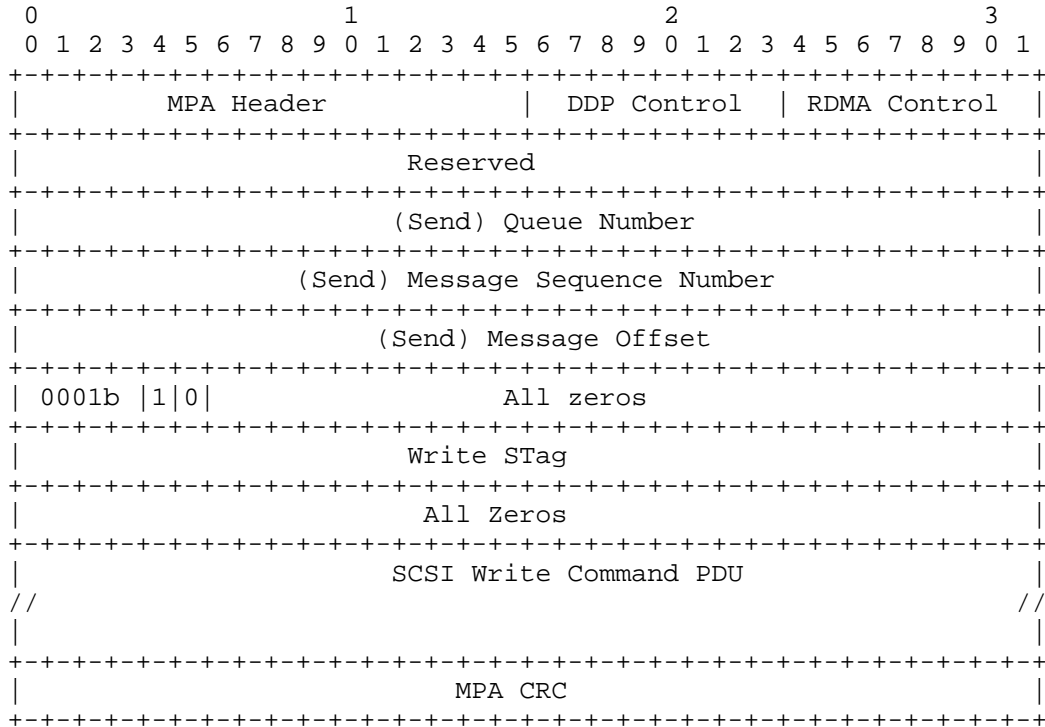 0                   1                   2                   3
 0 1 2 3 4 5 6 7 8 9 0 1 2 3 4 5 6 7 8 9 0 1 2 3 4 5 6 7 8 9 0 1
+-+-+-+-+-+-+-+-+-+-+-+-+-+-+-+-+-+-+-+-+-+-+-+-+-+-+-+-+-+-+-+-+
|         MPA Header            |  DDP Control  | RDMA Control  |
+-+-+-+-+-+-+-+-+-+-+-+-+-+-+-+-+-+-+-+-+-+-+-+-+-+-+-+-+-+-+-+-+
|                        Reserved                               |
+-+-+-+-+-+-+-+-+-+-+-+-+-+-+-+-+-+-+-+-+-+-+-+-+-+-+-+-+-+-+-+-+
|                       (Send) Queue Number                     |
+-+-+-+-+-+-+-+-+-+-+-+-+-+-+-+-+-+-+-+-+-+-+-+-+-+-+-+-+-+-+-+-+
|                 (Send) Message Sequence Number                |
+-+-+-+-+-+-+-+-+-+-+-+-+-+-+-+-+-+-+-+-+-+-+-+-+-+-+-+-+-+-+-+-+
|                      (Send) Message Offset                    |
+-+-+-+-+-+-+-+-+-+-+-+-+-+-+-+-+-+-+-+-+-+-+-+-+-+-+-+-+-+-+-+-+
| 0001b |1|0|                  All zeros                        |
+-+-+-+-+-+-+-+-+-+-+-+-+-+-+-+-+-+-+-+-+-+-+-+-+-+-+-+-+-+-+-+-+
|                        Write STag                             |
+-+-+-+-+-+-+-+-+-+-+-+-+-+-+-+-+-+-+-+-+-+-+-+-+-+-+-+-+-+-+-+-+
|                         All Zeros                             |
+-+-+-+-+-+-+-+-+-+-+-+-+-+-+-+-+-+-+-+-+-+-+-+-+-+-+-+-+-+-+-+-+
|                       SCSI Write Command PDU                  |
//                                                             //
|                                                               |
+-+-+-+-+-+-+-+-+-+-+-+-+-+-+-+-+-+-+-+-+-+-+-+-+-+-+-+-+-+-+-+-+
|                           MPA CRC                             |
+-+-+-+-+-+-+-+-+-+-+-+-+-+-+-+-+-+-+-+-+-+-+-+-+-+-+-+-+-+-+-+-+